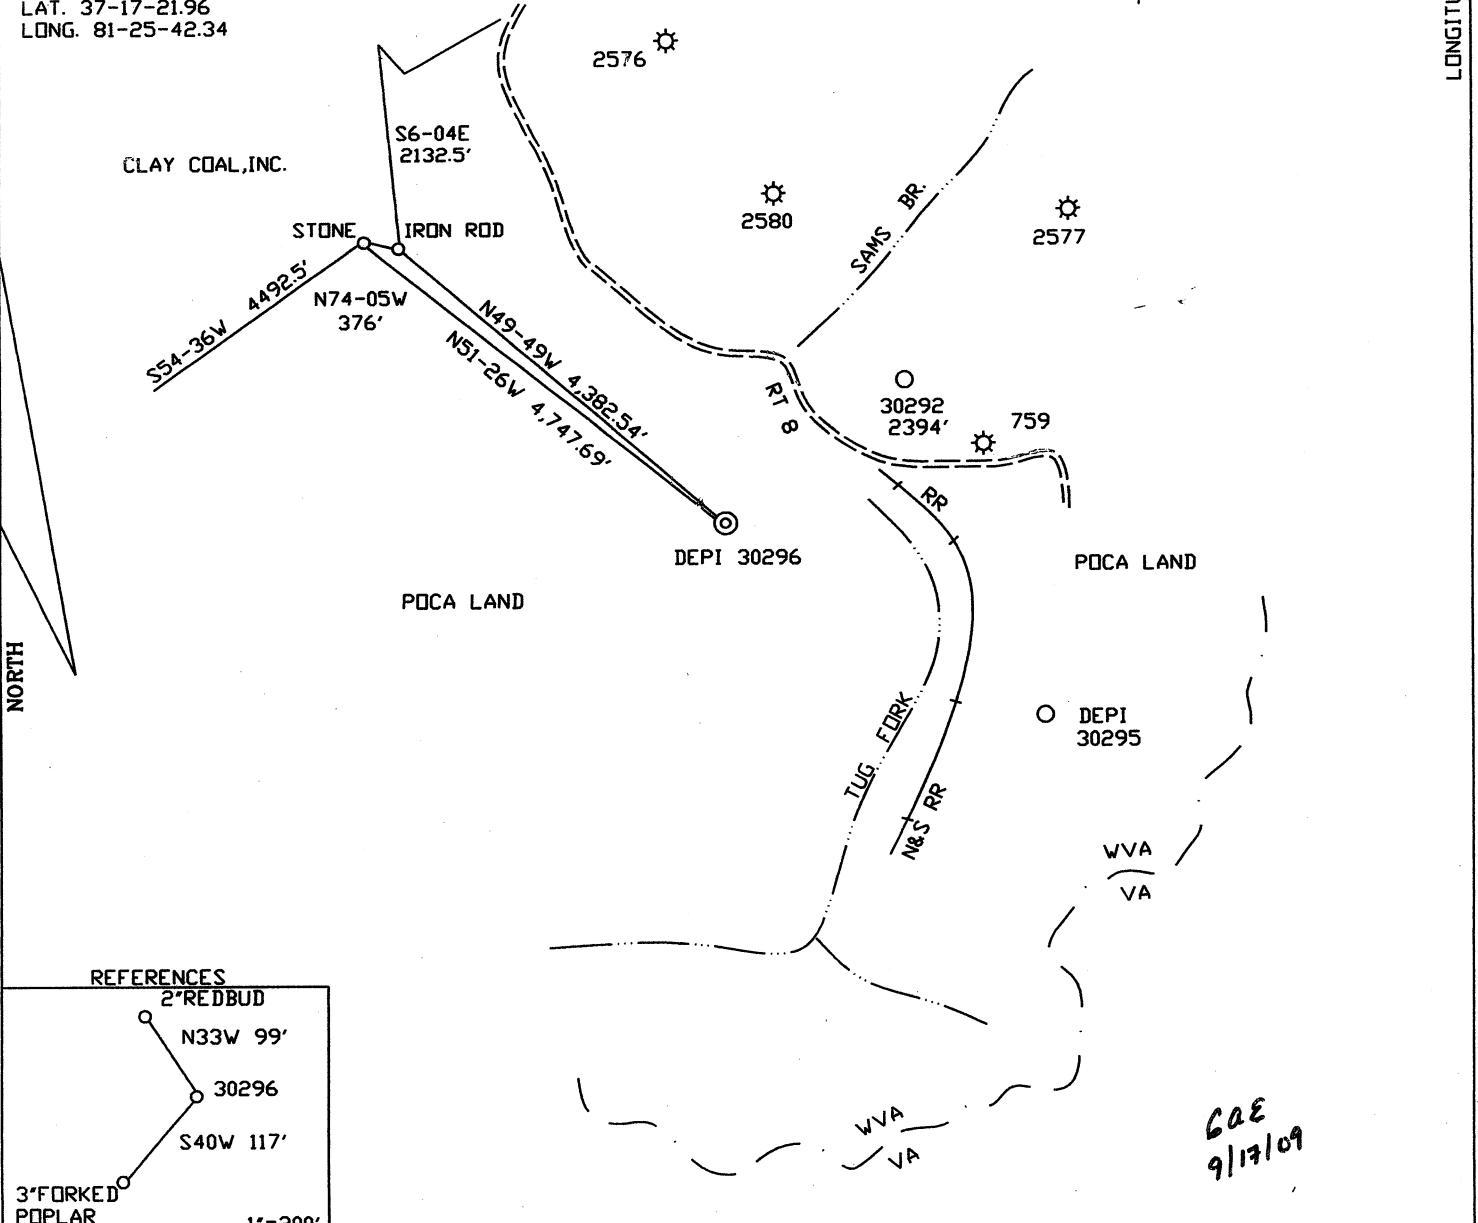 LAT. 37-17-21.96
LONG. 81-25-42.34
2576
S6-04E
2132.5'
CLAY COAL,INC.
STONE
IRON ROD
2580
SAMS BR.
2577
S54-36W 4492.5'
N74-05W
376'
N49-49W 4,382.54'
N51-26W 4,747.69'
RT 8
30292
2394'
759
RR
DEPI 30296
POCA LAND
POCA LAND
NORTH
TUG FORK
DEPI
30295
N&S RR
WVA
VA
REFERENCES
2"REDBUD
N33W 99'
30296
S40W 117'
3"FORKED
POPLAR
WVA
VA
9/17/09